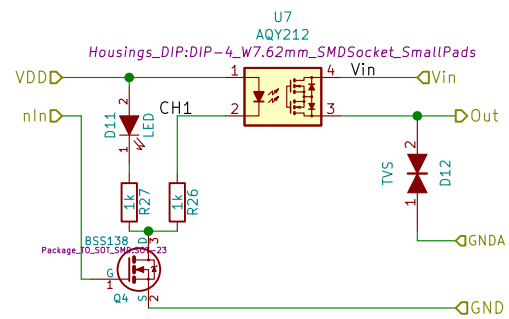 U7
AQY212
Housings_DIP:DIP-4_W7.62mm_SMDSocket_SmallPads
VDD 1 4 Vin Vin
nIn 2 CH1 2 3 Out
D11 LED 1
TVS 2 D12 1
1k R27 1k R26
GNDA
BSS138 D 3
Package_TO_SOT_SMD:SOT-23
G 1
Q4 S 2
GND